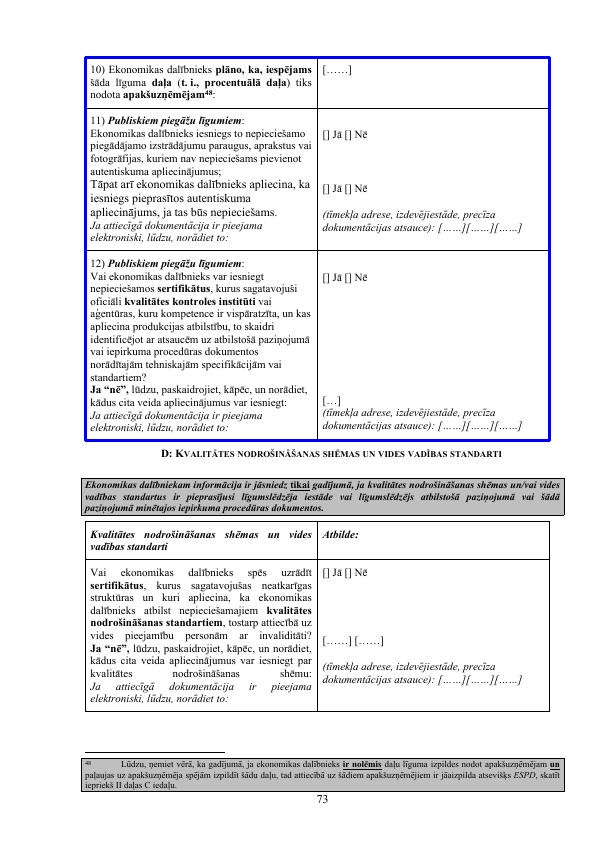 10) Ekonomikas dalībnieks plāno, ka, iespējams
šāda līguma daļa (t. i., procentuālā daļa) tiks
nodota apakšuzņēmējam⁴⁸:
[……]
11) Publiskiem piegāžu līgumiem:
Ekonomikas dalībnieks iesniegs to nepieciešamo
piegādājamo izstrādājumu paraugus, aprakstus vai
fotogrāfijas, kuriem nav nepieciešams pievienot
autentiskuma apliecinājumus;
Tāpat arī ekonomikas dalībnieks apliecina, ka
iesniegs pieprasītos autentiskuma
apliecinājums, ja tas būs nepieciešams.
Ja attiecīgā dokumentācija ir pieejama
elektroniski, lūdzu, norādiet to:
[] Jā [] Nē
[] Jā [] Nē
(tīmekļa adrese, izdevējiestāde, precīza
dokumentācijas atsauce): [……][……][……]
12) Publiskiem piegāžu līgumiem:
Vai ekonomikas dalībnieks var iesniegt
nepieciešamos sertifikātus, kurus sagatavojuši
oficiāli kvalitātes kontroles institūti vai
aģentūras, kuru kompetence ir vispāratzīta, un kas
apliecina produkcijas atbilstību, to skaidri
identificējot ar atsaucēm uz atbilstošā paziņojumā
vai iepirkuma procedūras dokumentos
norādītajām tehniskajām specifikācijām vai
standartiem?
Ja “nē”, lūdzu, paskaidrojiet, kāpēc, un norādiet,
kādus cita veida apliecinājumus var iesniegt:
Ja attiecīgā dokumentācija ir pieejama
elektroniski, lūdzu, norādiet to:
[] Jā [] Nē
[…]
(tīmekļa adrese, izdevējiestāde, precīza
dokumentācijas atsauce): [……][……][……]
D: KVALITĀTES NODROŠINĀŠANAS SHĒMAS UN VIDES VADĪBAS STANDARTI
Ekonomikas dalībniekam informācija ir jāsniedz tikai gadījumā, ja kvalitātes nodrošināšanas shēmas un/vai vides
vadības standartus ir pieprasījusi līgumslēdzēja iestāde vai līgumslēdzējs atbilstošā paziņojumā vai šādā
paziņojumā minētajos iepirkuma procedūras dokumentos.
Kvalitātes nodrošināšanas shēmas un vides
vadības standarti
Atbilde:
Vai ekonomikas dalībnieks spēs uzrādīt
sertifikātus, kurus sagatavojušas neatkarīgas
struktūras un kuri apliecina, ka ekonomikas
dalībnieks atbilst nepieciešamajiem kvalitātes
nodrošināšanas standartiem, tostarp attiecībā uz
vides pieejamību personām ar invaliditāti?
Ja “nē”, lūdzu, paskaidrojiet, kāpēc, un norādiet,
kādus cita veida apliecinājumus var iesniegt par
kvalitātes nodrošināšanas shēmu:
Ja attiecīgā dokumentācija ir pieejama
elektroniski, lūdzu, norādiet to:
[] Jā [] Nē
[……] [……]
(tīmekļa adrese, izdevējiestāde, precīza
dokumentācijas atsauce): [……][……][……]
⁴⁸ Lūdzu, ņemiet vērā, ka gadījumā, ja ekonomikas dalībnieks ir nolēmis daļu līguma izpildes nodot apakšuzņēmējam un
paļaujas uz apakšuzņēmēja spējām izpildīt šādu daļu, tad attiecībā uz šādiem apakšuzņēmējiem ir jāaizpilda atsevišķs ESPD, skatīt
iepriekš II daļas C iedaļu.
73